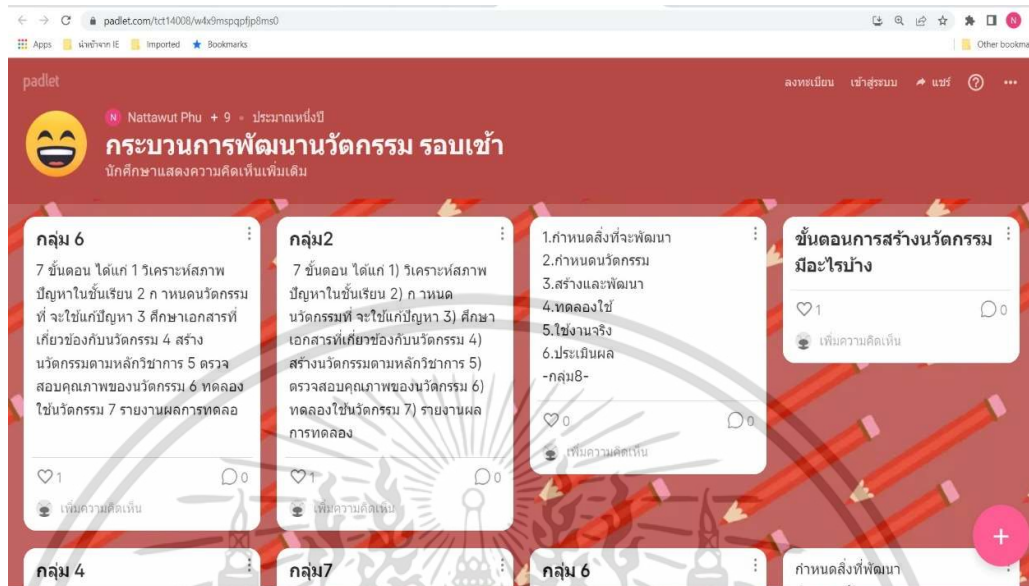 padlet.com/tct14008/w4x9mspqpfjp8ms0
Apps
นำเข้าจาก IE
Imported
Bookmarks
Other bookma
padlet
ลงทะเบียน
เข้าสู่ระบบ
แชร์
N
Nattawut Phu + 9 • ประมาณหนึ่งปี
กระบวนการพัฒนานวัตกรรม รอบเช้า
นักศึกษาแสดงความคิดเห็นเพิ่มเติม
กลุ่ม 6
7 ขั้นตอน ได้แก่ 1 วิเคราะห์สภาพ
ปัญหาในชั้นเรียน 2 ก าหนดนวัตกรรม
ที่ จะใช้แก้ปัญหา 3 ศึกษาเอกสารที่
เกี่ยวข้องกับนวัตกรรม 4 สร้าง
นวัตกรรมตามหลักวิชาการ 5 ตรวจ
สอบคุณภาพของนวัตกรรม 6 ทดลอง
ใช้นวัตกรรม 7 รายงานผลการทดลอ
1
0
เพิ่มความคิดเห็น
กลุ่ม2
7 ขั้นตอน ได้แก่ 1) วิเคราะห์สภาพ
ปัญหาในชั้นเรียน 2) ก าหนด
นวัตกรรมที่ จะใช้แก้ปัญหา 3) ศึกษา
เอกสารที่เกี่ยวข้องกับนวัตกรรม 4)
สร้างนวัตกรรมตามหลักวิชาการ 5)
ตรวจสอบคุณภาพของนวัตกรรม 6)
ทดลองใช้นวัตกรรม 7) รายงานผล
การทดลอง
1
0
เพิ่มความคิดเห็น
1.กำหนดสิ่งที่จะพัฒนา
2.กำหนดนวัตกรรม
3.สร้างและพัฒนา
4.ทดลองใช้
5.ใช้งานจริง
6.ประเมินผล
-กลุ่ม8-
0
0
เพิ่มความคิดเห็น
ขั้นตอนการสร้างนวัตกรรม
มีอะไรบ้าง
1
0
เพิ่มความคิดเห็น
กลุ่ม 4
กลุ่ม7
กลุ่ม 6
กำหนดสิ่งที่พัฒนา